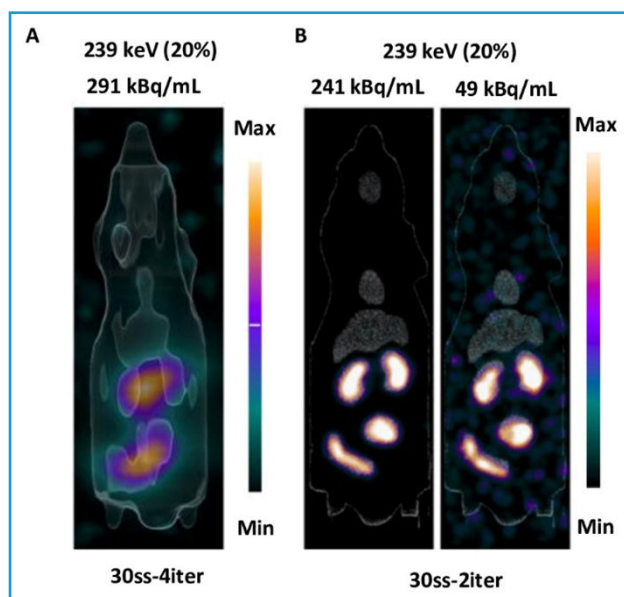 A
239 keV (20%)
291 kBq/mL
Max
Min
30ss-4iter
B
239 keV (20%)
241 kBq/mL
49 kBq/mL
Max
Min
30ss-2iter